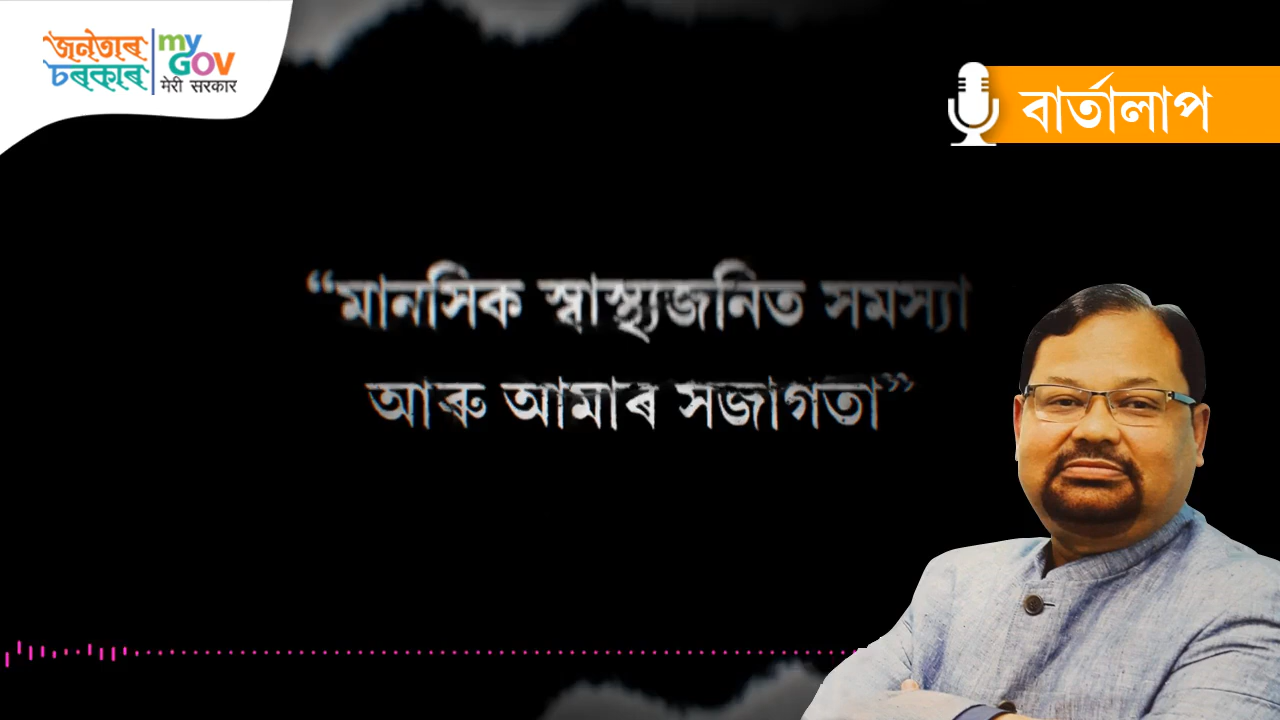 জনতাৰ
চৰকাৰ
my
GOV
मेरी सरकार
বাৰ্তালাপ
“মানসিক স্বাস্থ্যজনিত সমস্যা
আৰু আমাৰ সজাগতা”